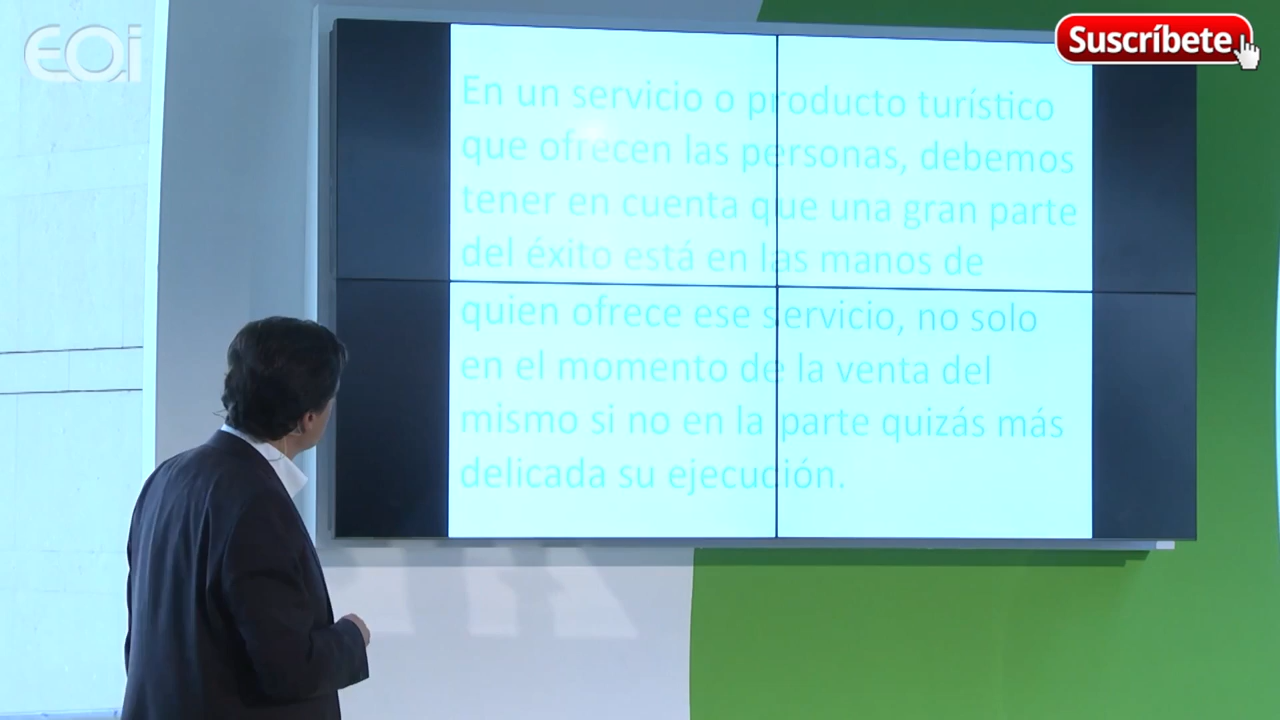 EOi
Suscríbete
En un servicio o producto turístico
que ofrecen las personas, debemos
tener en cuenta que una gran parte
del éxito está en las manos de
quien ofrece ese servicio, no solo
en el momento de la venta del
mismo si no en la parte quizás más
delicada su ejecución.